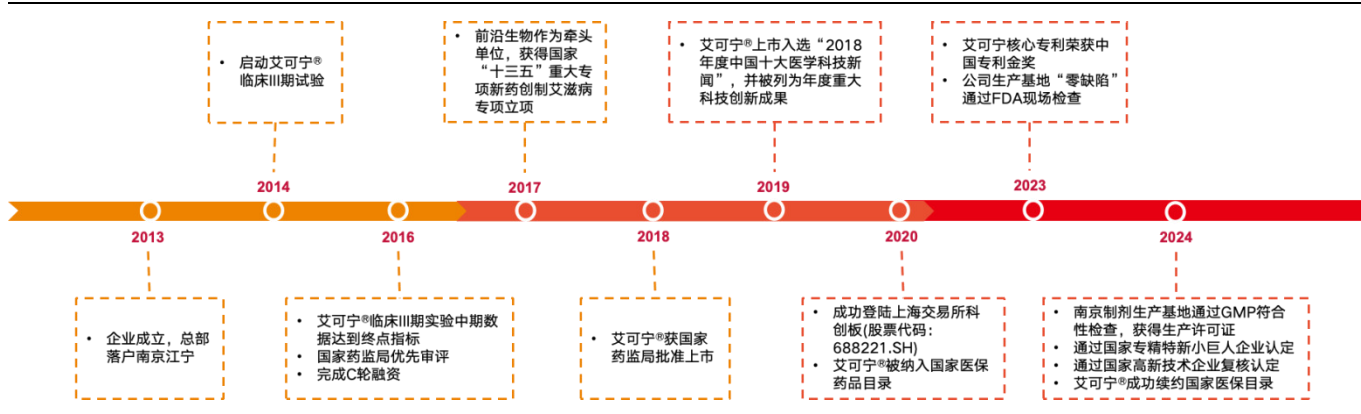 • 启动艾可宁®
临床III期试验
• 前沿生物作为牵头
单位，获得国家
“十三五”重大专
项新药创制艾滋病
专项立项
• 艾可宁®上市入选“2018
年度中国十大医学科技新
闻”，并被列为年度重大
科技创新成果
• 艾可宁核心专利荣获中
国专利金奖
• 公司生产基地“零缺陷”
通过FDA现场检查
2014
2017
2019
2023
2013
2016
2018
2020
2024
• 企业成立，总部
落户南京江宁
• 艾可宁®临床III期实验中期数
据达到终点指标
• 国家药监局优先审评
• 完成C轮融资
• 艾可宁®获国家
药监局批准上市
• 成功登陆上海交易所科
创板(股票代码：
688221.SH)
• 艾可宁®被纳入国家医保
药品目录
• 南京制剂生产基地通过GMP符合
性检查，获得生产许可证
• 通过国家专精特新小巨人企业认定
• 通过国家高新技术企业复核认定
• 艾可宁®成功续约国家医保目录